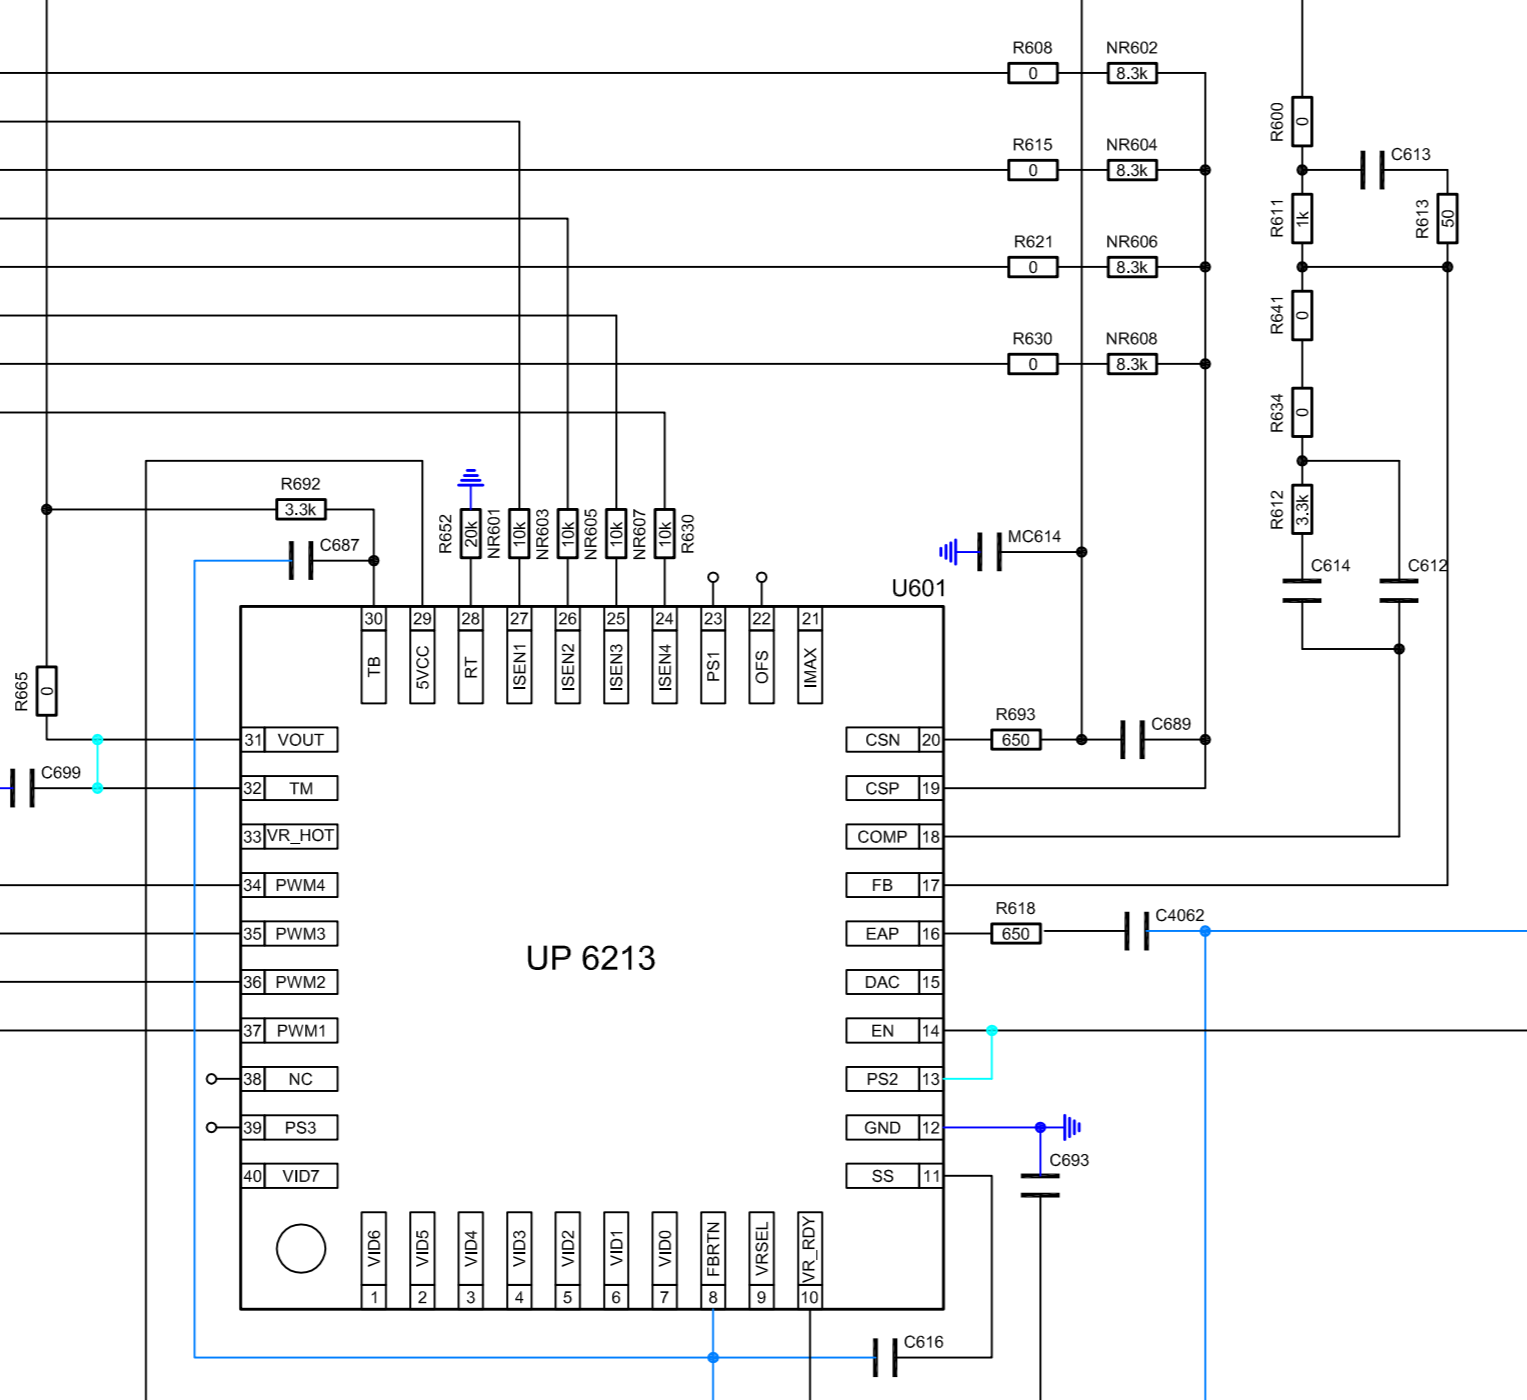 R608 NR602
0 8.3k
R600 0
R615 NR604
0 8.3k
C613
R611 1k
R613 50
R621 NR606
0 8.3k
R641 0
R630 NR608
0 8.3k
R634 0
R692
3.3k
C687
R652 20k
NR601 10k
NR603 10k
NR605 10k
NR607 10k
R630
R612 3.3k
MC614
C614 C612
U601
30 29 28 27 26 25 24 23 22 21
TB 5VCC RT ISEN1 ISEN2 ISEN3 ISEN4 PS1 OFS IMAX
R665 0
R693 C689
31 VOUT CSN 20 650
C699
32 TM CSP 19
33 VR_HOT COMP 18
34 PWM4 FB 17
R618 C4062
35 PWM3 EAP 16 650
UP 6213
36 PWM2 DAC 15
37 PWM1 EN 14
38 NC PS2 13
39 PS3 GND 12
C693
40 VID7 SS 11
VID6 VID5 VID4 VID3 VID2 VID1 VID0 FBRTN VRSEL VR_RDY
1 2 3 4 5 6 7 8 9 10
C616